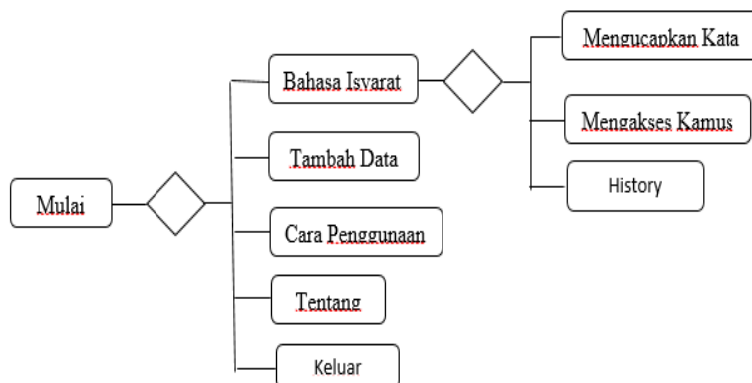 Mulai
Bahasa Isyarat
Tambah Data
Cara Penggunaan
Tentang
Keluar
Mengucapkan Kata
Mengakses Kamus
History